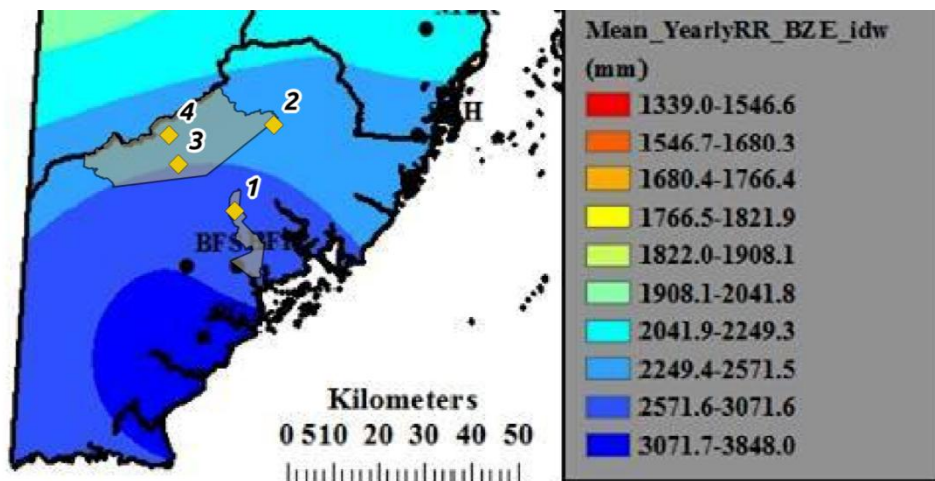 Mean_YearlyRR_BZE_idw
(mm)
1339.0-1546.6
1546.7-1680.3
1680.4-1766.4
1766.5-1821.9
1822.0-1908.1
1908.1-2041.8
2041.9-2249.3
2249.4-2571.5
2571.6-3071.6
3071.7-3848.0
4
2
3
1
BFS
Kilometers
0 510 20 30 40 50